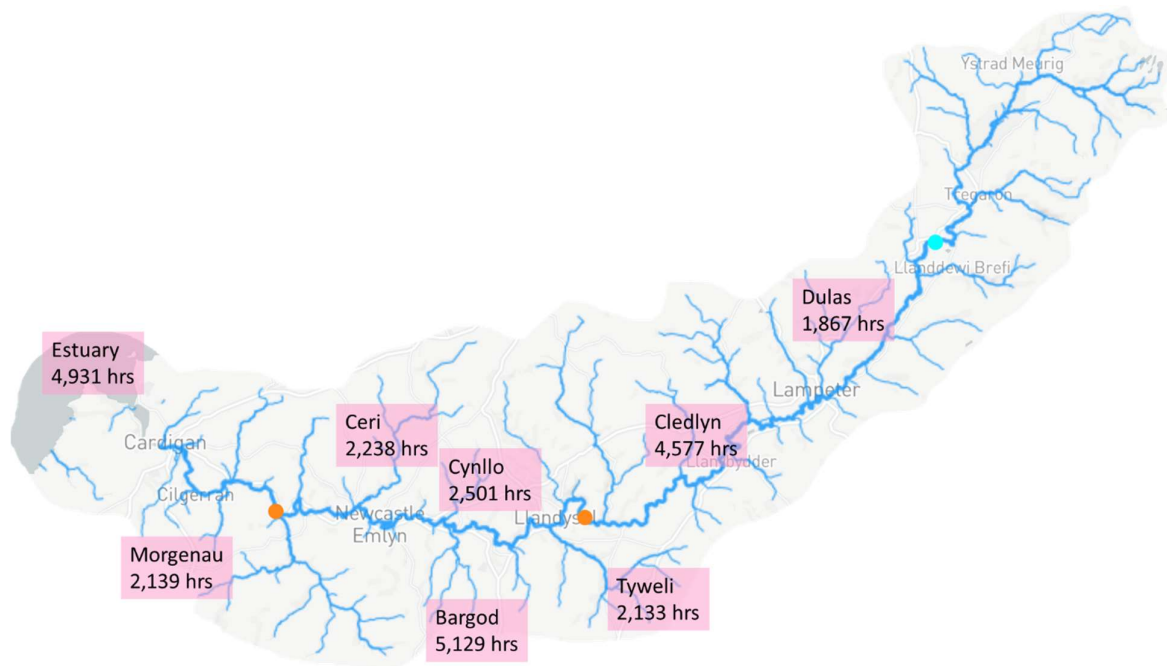 Ystrad Meurig
Tregaron
Llanddewi Brefi
Dulas
1,867 hrs
Estuary
4,931 hrs
Lampeter
Ceri
2,238 hrs
Cledlyn
4,577 hrs
Cardigan
Cynllo
2,501 hrs
Llanybydder
Cilgerran
Newcastle
Emlyn
Llandysul
Morgenau
2,139 hrs
Tyweli
2,133 hrs
Bargod
5,129 hrs